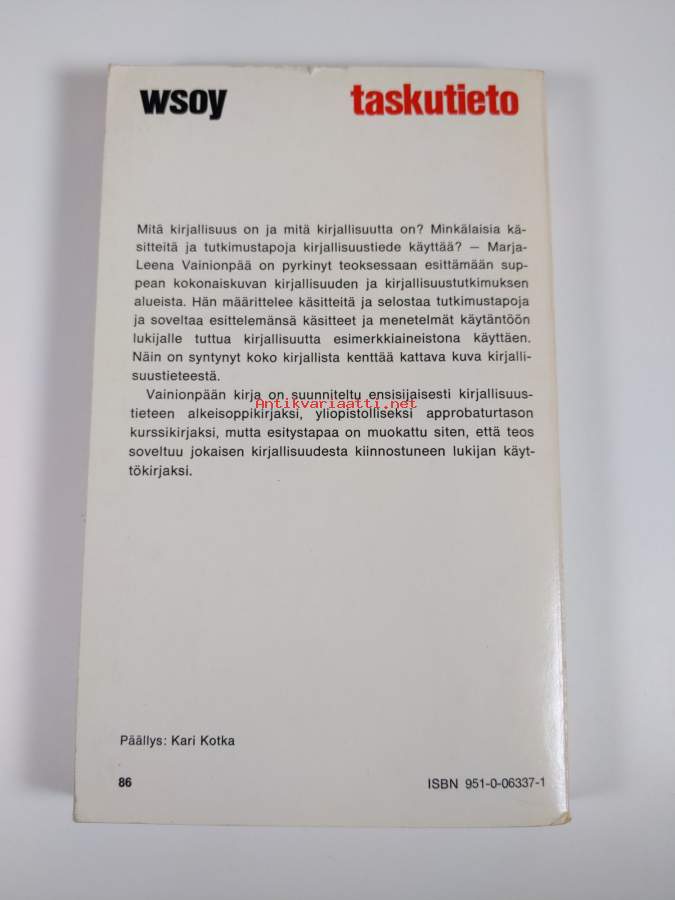 wsoy taskutieto
Mitä kirjallisuus on ja mitä kirjallisuutta on? Minkälaisia kä-
sitteitä ja tutkimustapoja kirjallisuustiede käyttää? — Marja-
Leena Vainionpää on pyrkinyt teoksessaan esittämään sup-
pean kokonaiskuvan kirjallisuuden ja kirjallisuustutkimuksen
alueista. Hän määrittelee käsitteitä ja selostaa tutkimustapoja
ja soveltaa esittelemänsä käsitteet ja menetelmät käytäntöön
lukijalle tuttua kirjallisuutta esimerkkiaineistona käyttäen.
Näin on syntynyt koko kirjallista kenttää kattava kuva kirjalli-
suustieteestä.
Vainionpään kirja on suunniteltu ensisijaisesti kirjallisuus-
Antikvariaatti.net
tieteen alkeisoppikirjaksi, yliopistolliseksi approbaturtason
kurssikirjaksi, mutta esitystapaa on muokattu siten, että teos
soveltuu jokaisen kirjallisuudesta kiinnostuneen lukijan käyt-
tökirjaksi.
Päällys: Kari Kotka
86 ISBN 951-0-06337-1